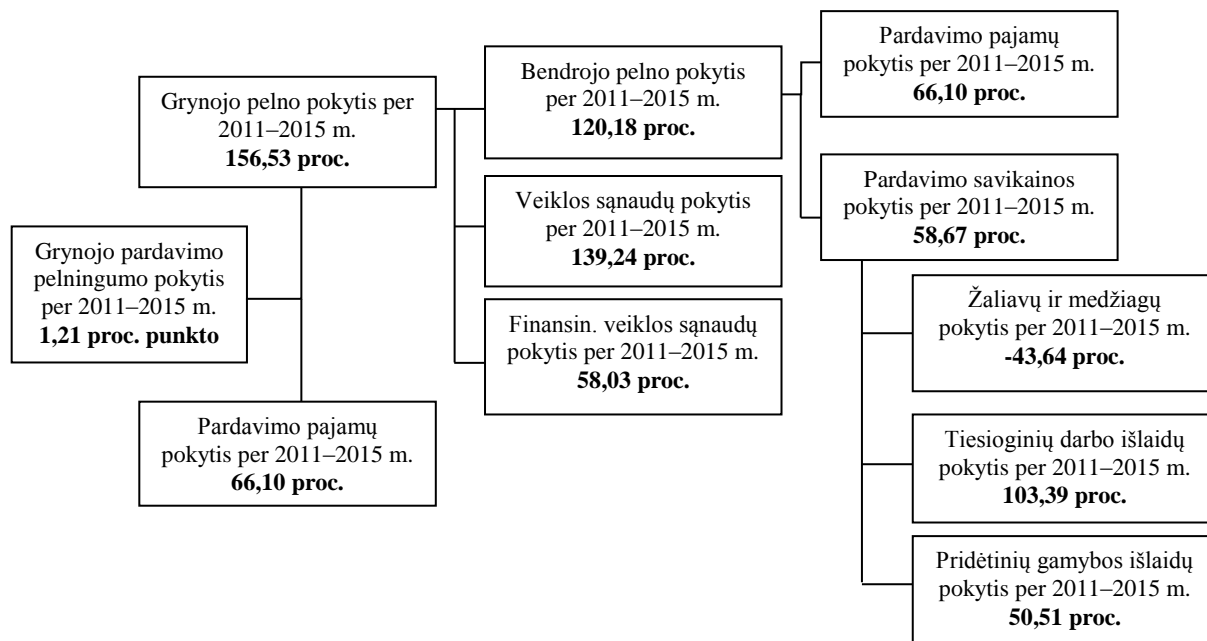 Grynojo pardavimo
pelningumo pokytis
per 2011–2015 m.
1,21 proc. punkto
Grynojo pelno pokytis per
2011–2015 m.
156,53 proc.
Pardavimo pajamų
pokytis per 2011–2015 m.
66,10 proc.
Bendrojo pelno pokytis
per 2011–2015 m.
120,18 proc.
Veiklos sąnaudų pokytis
per 2011–2015 m.
139,24 proc.
Finansin. veiklos sąnaudų
pokytis per 2011–2015 m.
58,03 proc.
Pardavimo pajamų
pokytis per 2011–2015 m.
66,10 proc.
Pardavimo savikainos
pokytis per 2011–2015 m.
58,67 proc.
Žaliavų ir medžiagų
pokytis per 2011–2015 m.
-43,64 proc.
Tiesioginių darbo išlaidų
pokytis per 2011–2015 m.
103,39 proc.
Pridėtinių gamybos išlaidų
pokytis per 2011–2015 m.
50,51 proc.